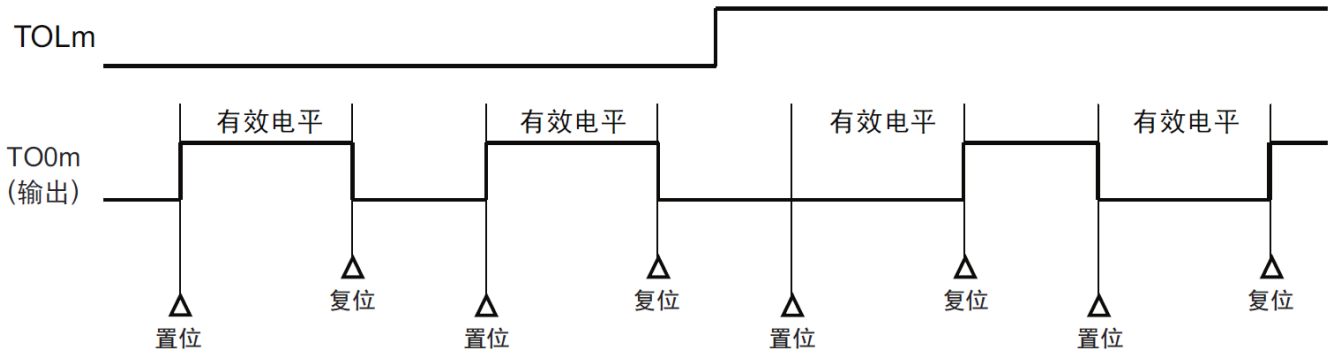 TOLm
有效电平 有效电平 有效电平 有效电平
TO0m
(输出)
复位 复位 复位 复位
置位 置位 置位 置位